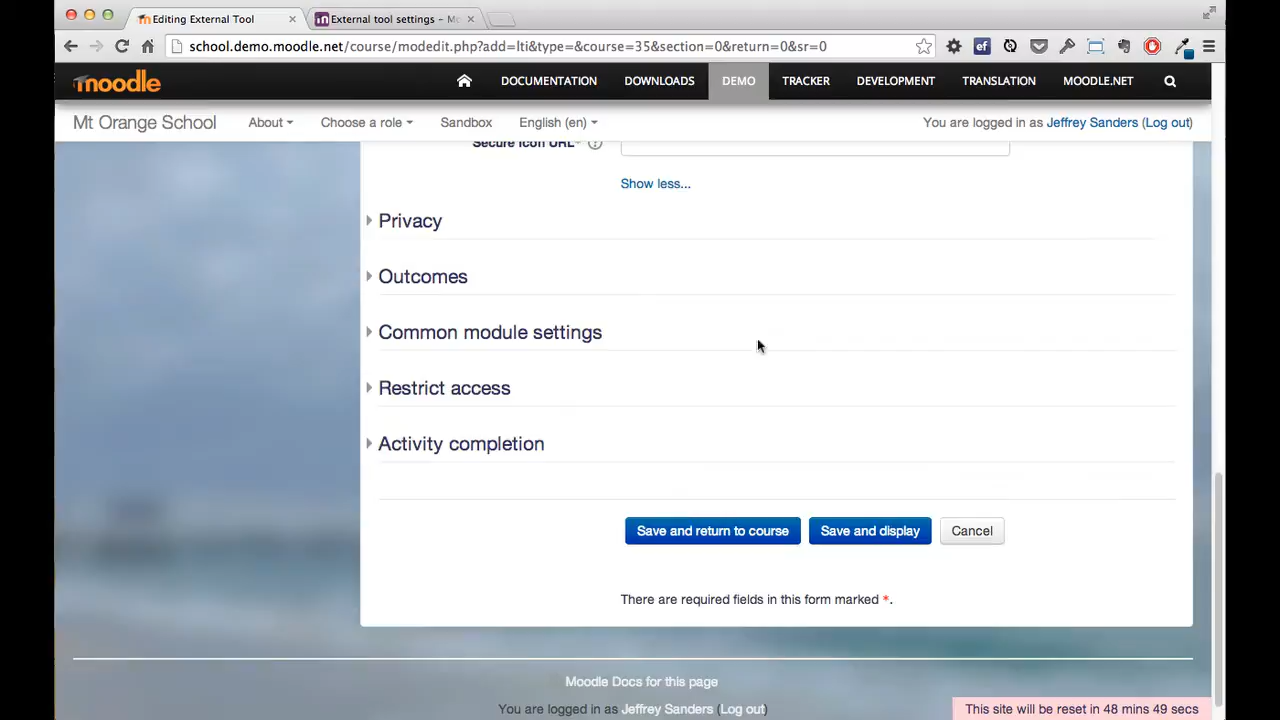 Editing External Tool
External tool settings – Mo
school.demo.moodle.net/course/modedit.php?add=lti&type=&course=35&section=0&return=0&sr=0
ef
moodle
DOCUMENTATION DOWNLOADS DEMO TRACKER DEVELOPMENT TRANSLATION MOODLE.NET
Mt Orange School About Choose a role Sandbox English (en) You are logged in as Jeffrey Sanders (Log out)
Secure Icon URL*
Show less...
Privacy
Outcomes
Common module settings
Restrict access
Activity completion
Save and return to course Save and display Cancel
There are required fields in this form marked *.
Moodle Docs for this page
You are logged in as Jeffrey Sanders (Log out)
This site will be reset in 48 mins 49 secs